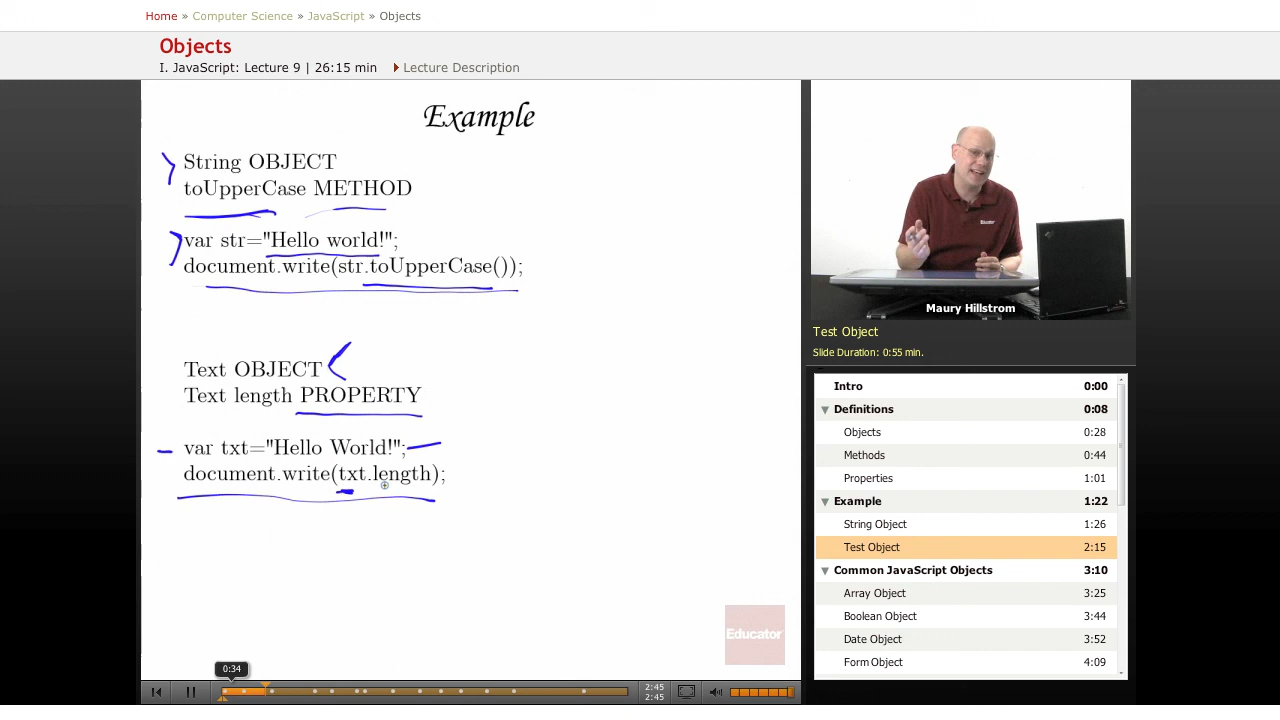 Home » Computer Science » JavaScript » Objects
Objects
I. JavaScript: Lecture 9 | 26:15 min Lecture Description
Example
String OBJECT
toUpperCase METHOD
var str="Hello world!";
document.write(str.toUpperCase());
Text OBJECT
Text length PROPERTY
var txt="Hello World!";
document.write(txt.length);
Educator
0:34
2:45
2:45
Educator
Maury Hillstrom
Test Object
Slide Duration: 0:55 min.
Intro 0:00
Definitions 0:08
Objects 0:28
Methods 0:44
Properties 1:01
Example 1:22
String Object 1:26
Test Object 2:15
Common JavaScript Objects 3:10
Array Object 3:25
Boolean Object 3:44
Date Object 3:52
Form Object 4:09